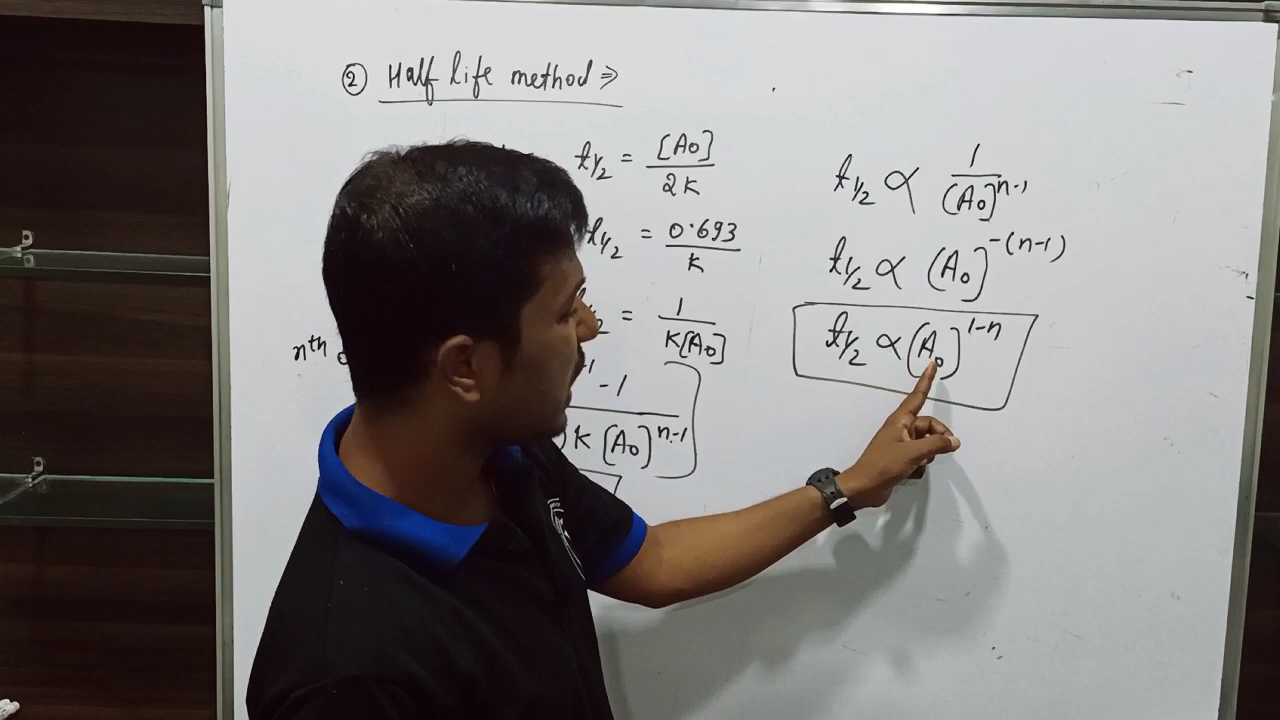 ② Half life method ⇒
t1/2 = [A0] / 2K
t1/2 = 0.693 / K
= 1 / K[A0]
nth
-1
K [A0]^n-1
t1/2 ∝ 1 / [A0]^n-1
t1/2 ∝ [A0]^-(n-1)
t1/2 ∝ [A0]^1-n